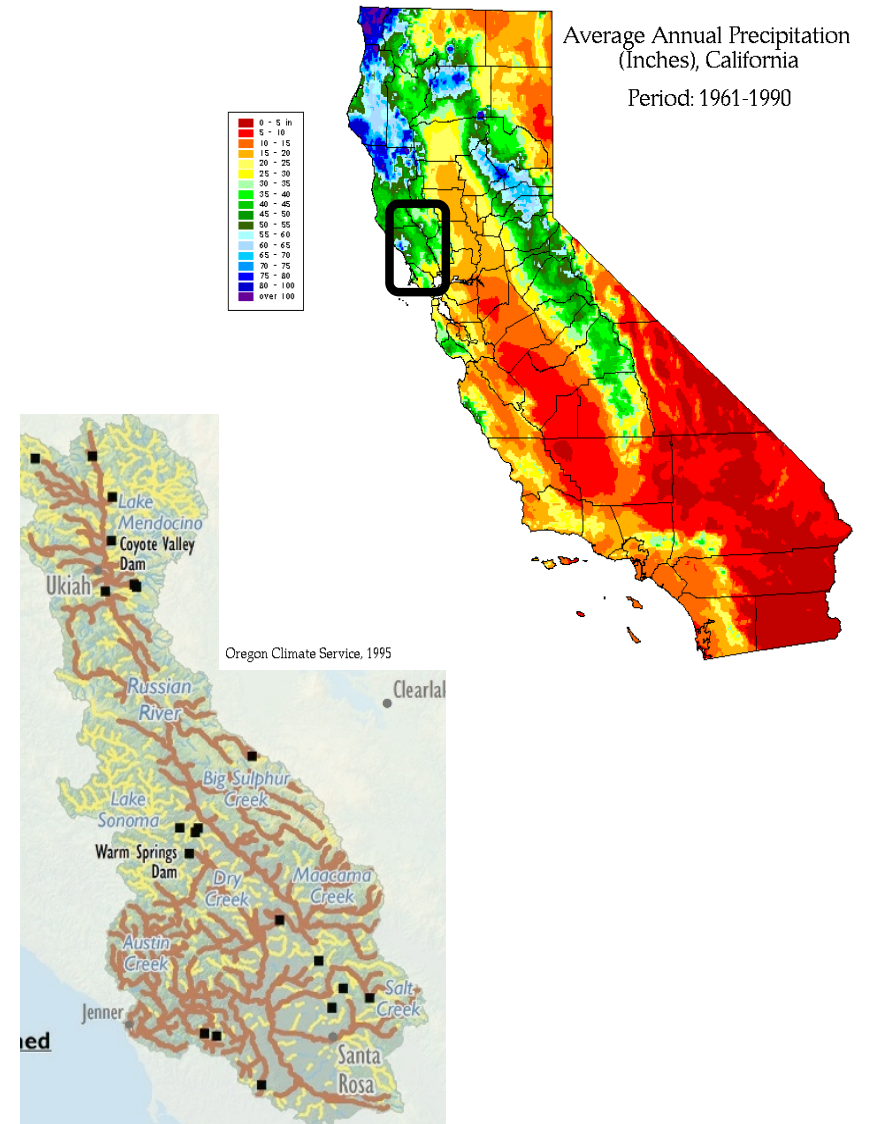 Average Annual Precipitation
(Inches), California
Period: 1961-1990
0 - 5 in
5 - 10
10 - 15
15 - 20
20 - 25
25 - 30
30 - 35
35 - 40
40 - 45
45 - 50
50 - 55
55 - 60
60 - 65
65 - 70
70 - 75
75 - 80
80 - 100
over 100
Lake
Mendocino
Coyote Valley
Dam
Ukiah
Oregon Climate Service, 1995
Russian
River
Clearlal
Big Sulphur
Creek
Lake
Sonoma
Warm Springs
Dam
Dry
Creek
Maacama
Creek
Austin
Creek
Salt
Creek
Jenner
ned
Santa
Rosa